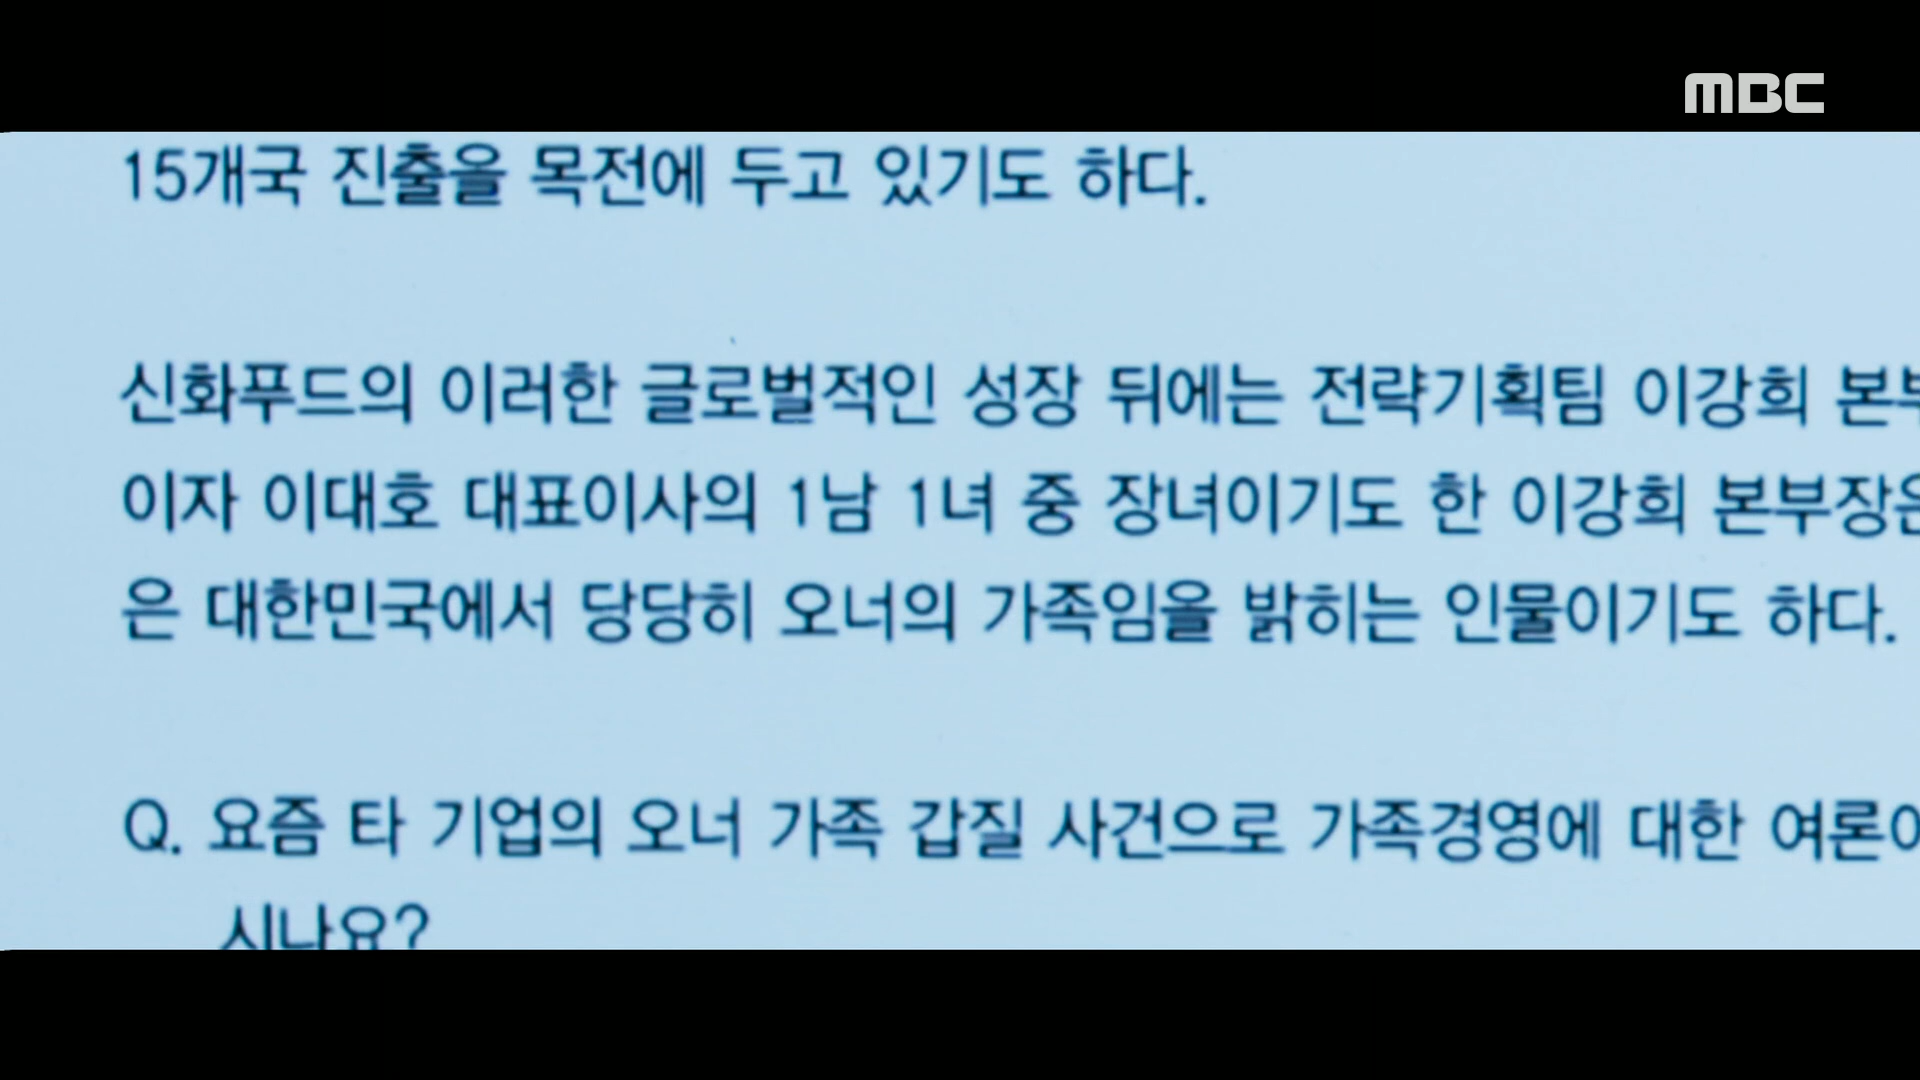 MBC
15개국 진출을 목전에 두고 있기도 하다.
신화푸드의 이러한 글로벌적인 성장 뒤에는 전략기획팀 이강희
이자 이대호 대표이사의 1남 1녀 중 장녀이기도 한 이강희 본부장은
은 대한민국에서 당당히 오너의 가족임을 밝히는 인물이기도 하다.
Q. 요즘 타 기업의 오너 가족 갑질 사건으로 가족경영에 대한
시나요?